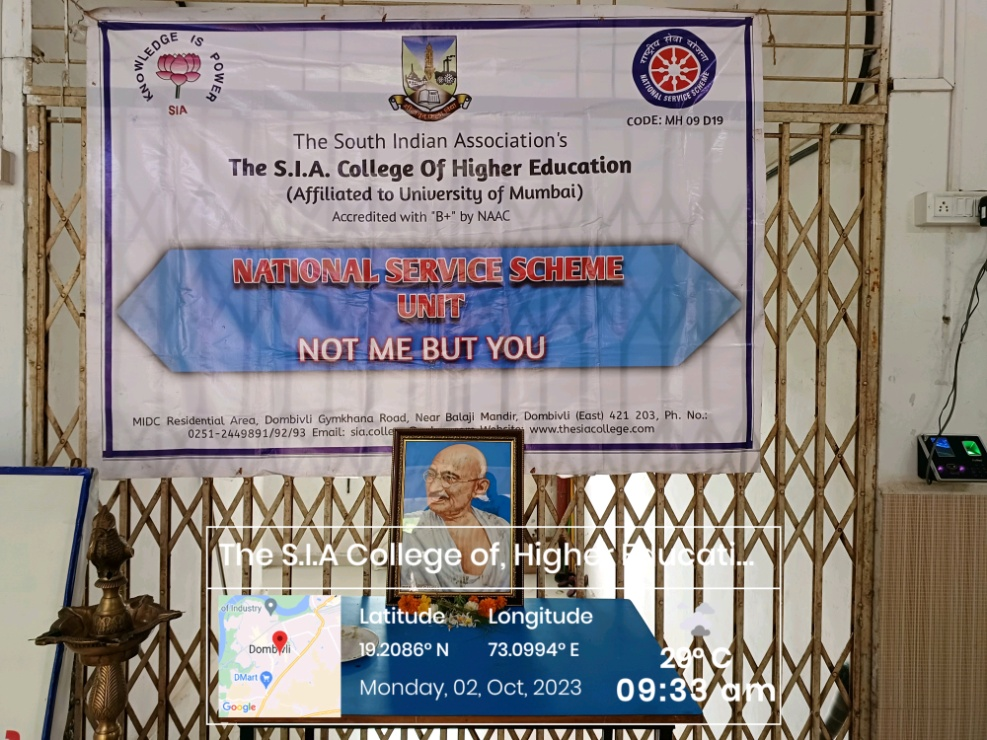 KNOWLEDGE IS POWER
SIA
राष्ट्रीय सेवा योजना
NATIONAL SERVICE SCHEME
CODE: MH 09 D19
The South Indian Association's
The S.I.A. College Of Higher Education
(Affiliated to University of Mumbai)
Accredited with "B+" by NAAC
NATIONAL SERVICE SCHEME
UNIT
NOT ME BUT YOU
MIDC Residential Area, Dombivli Gymkhana Road, Near Balaji Mandir, Dombivli (East) 421 203, Ph. No.:
0251-2449891/92/93 Email: Website: www.thesiacollege.com
The S.I.A College of, Higher Educati...
of Industry
Dombivli
DMart
Google
Latitude Longitude
19.2086° N 73.0994° E
Monday, 02, Oct, 2023
29° C
09:33 am